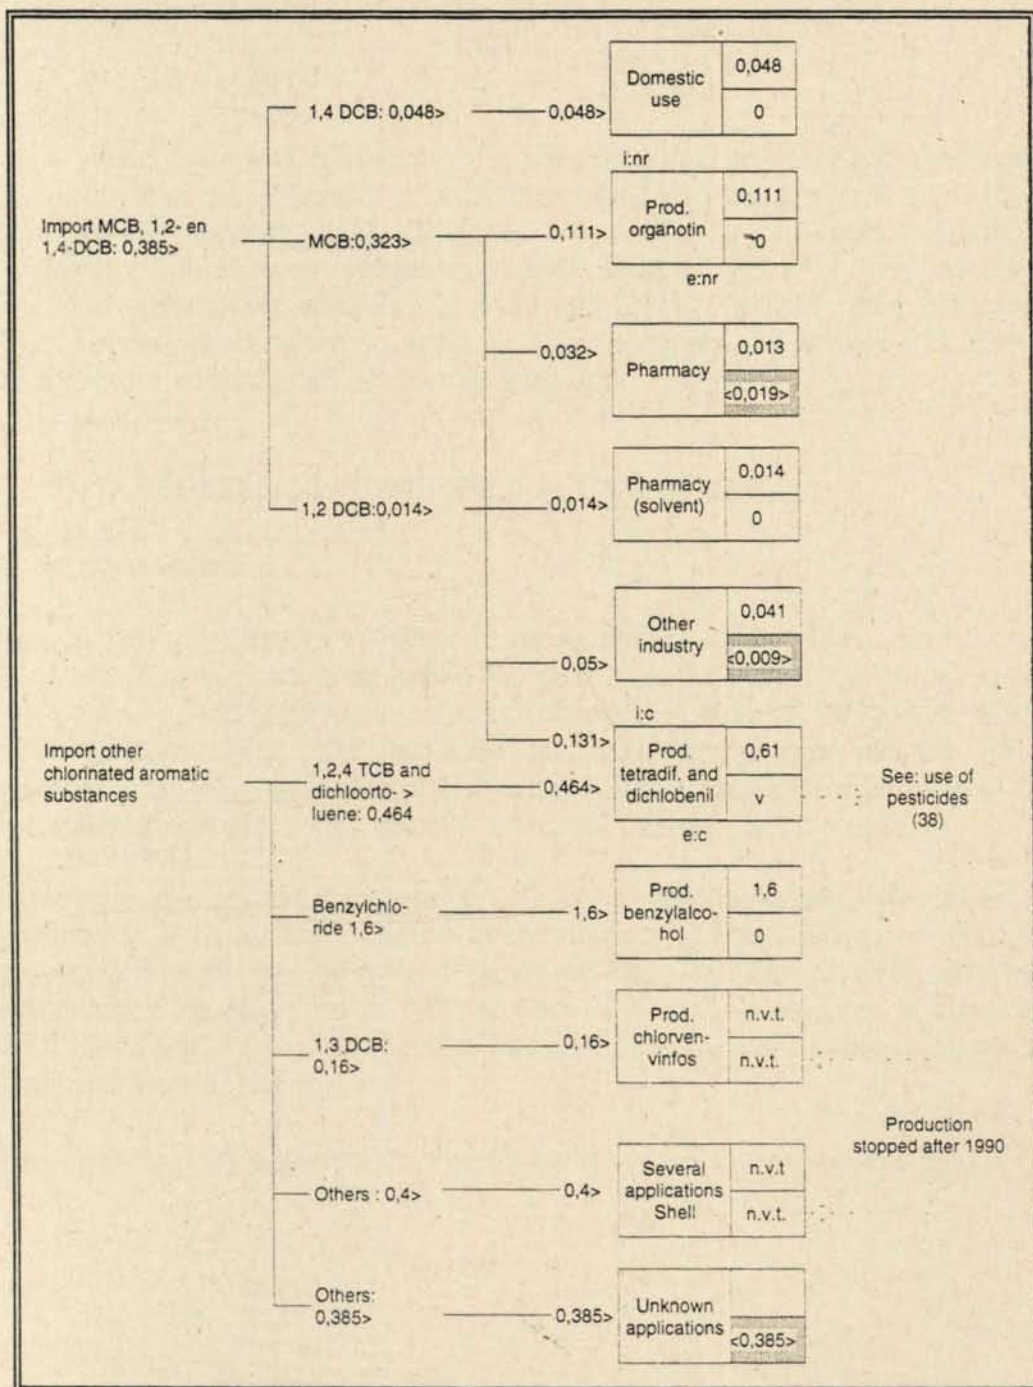 Domestic
use
0,048
0
1,4 DCB: 0,048>
0,048>
i:nr
Import MCB, 1,2- en
1,4-DCB: 0,385>
MCB:0,323>
0,111>
Prod.
organotin
0,111
~0
e:nr
0,032>
Pharmacy
0,013
<0,019>
1,2 DCB:0,014>
0,014>
Pharmacy
(solvent)
0,014
0
0,05>
Other
industry
0,041
<0,009>
i:c
0,131>
Import other
chlorinated aromatic
substances
1,2,4 TCB and
dichloorto- >
luene: 0,464
0,464>
Prod.
tetradif. and
dichlobenil
0,61
v
e:c
See: use of
pesticides
(38)
Benzylchlo-
ride 1,6>
1,6>
Prod.
benzylalco-
hol
1,6
0
1,3 DCB:
0,16>
0,16>
Prod.
chlorven-
vinfos
n.v.t.
n.v.t.
Production
stopped after 1990
Others : 0,4>
0,4>
Several
applications
Shell
n.v.t
n.v.t.
Others:
0,385>
0,385>
Unknown
applications
<0,385>